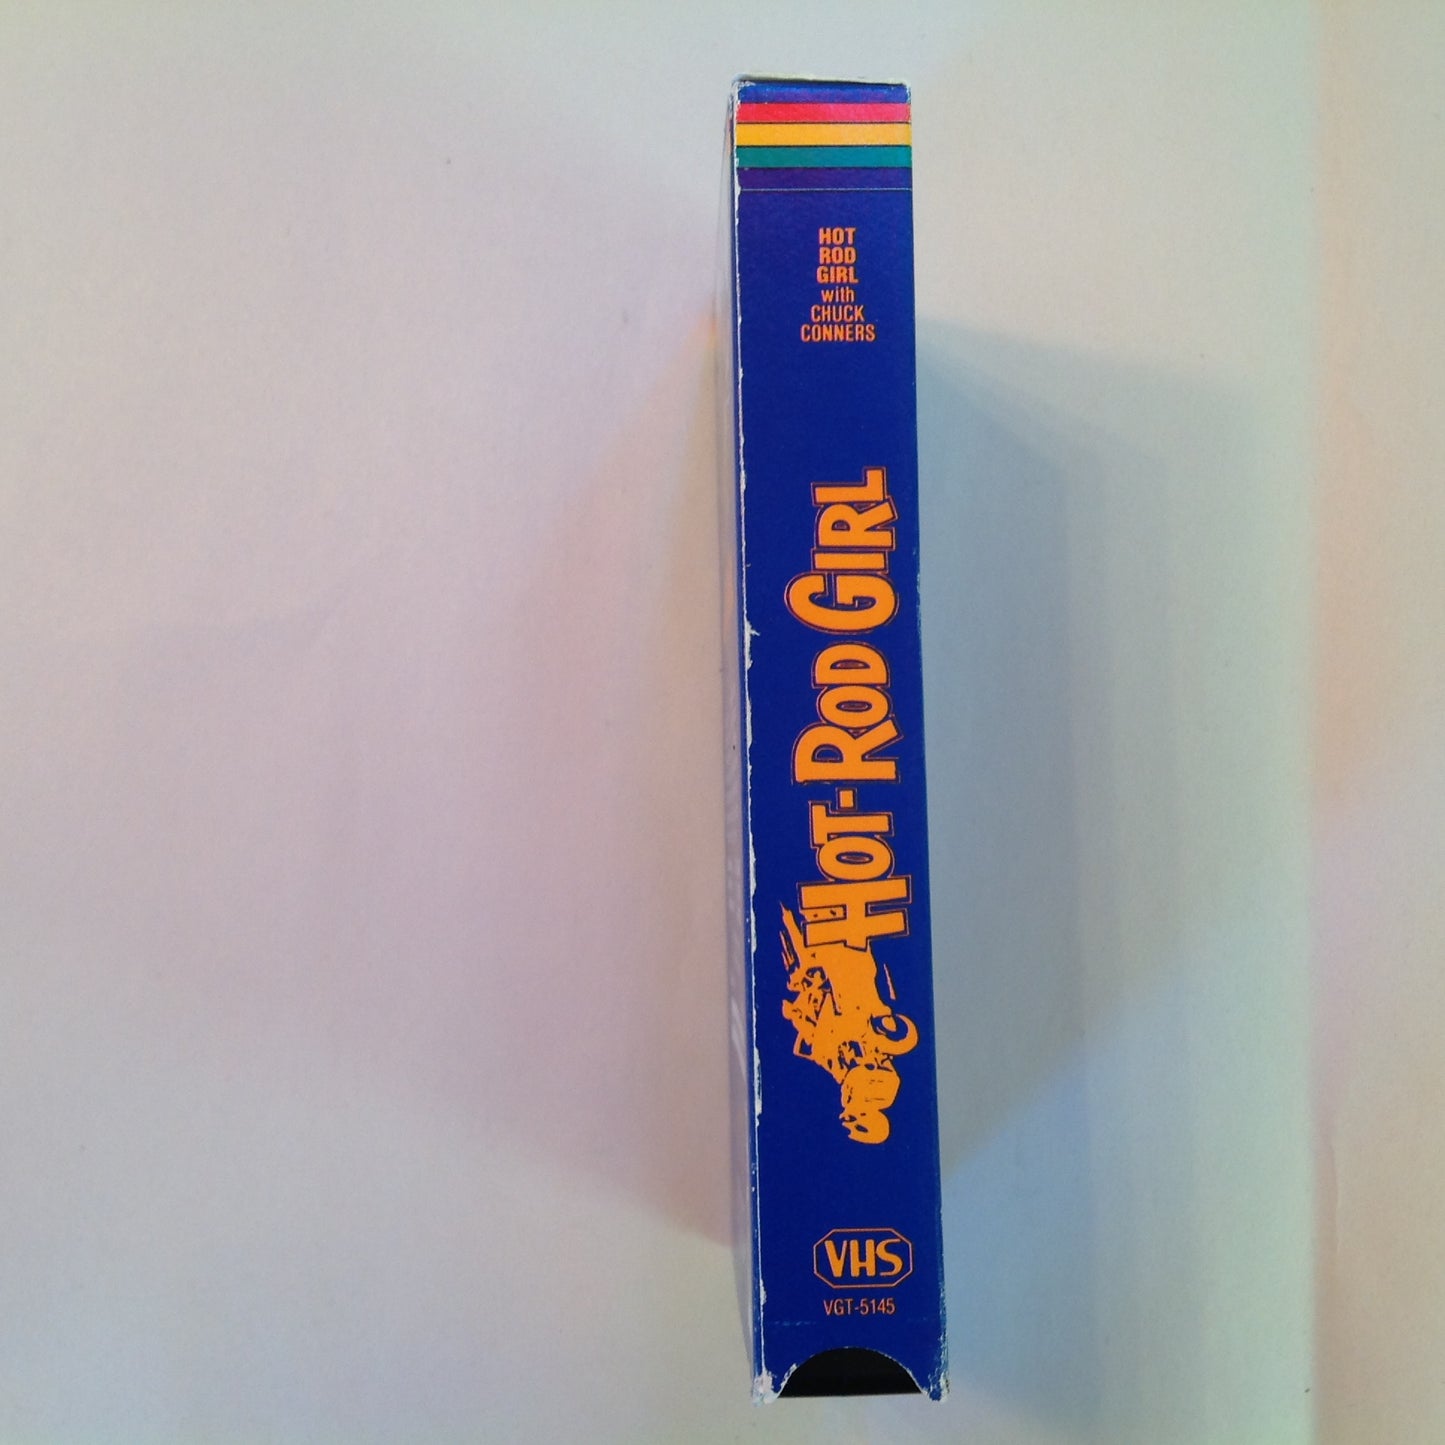 HOT
ROD
GIRL
with
CHUCK
CONNERS
HOT-ROD GIRL
VHS
VGT-5145